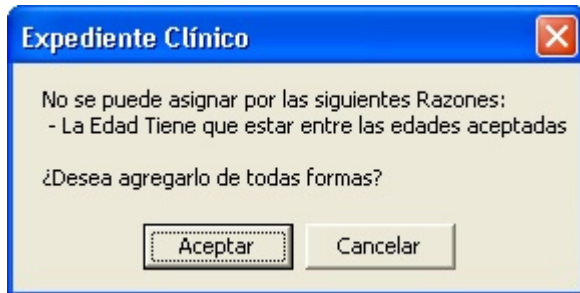 Expediente Clínico
No se puede asignar por las siguientes Razones:
- La Edad Tiene que estar entre las edades aceptadas
¿Desea agregarlo de todas formas?
Aceptar
Cancelar